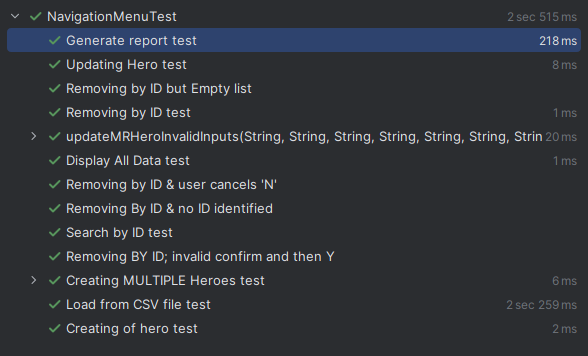 NavigationMenuTest 2 sec 515 ms
Generate report test 218 ms
Updating Hero test 8 ms
Removing by ID but Empty list
Removing by ID test 1 ms
updateMRHeroInvalidInputs(String, String, String, String, String, String, Strin 20 ms
Display All Data test 1 ms
Removing by ID & user cancels 'N'
Removing By ID & no ID identified
Search by ID test
Removing BY ID; invalid confirm and then Y
Creating MULTIPLE Heroes test 6 ms
Load from CSV file test 2 sec 259 ms
Creating of hero test 2 ms